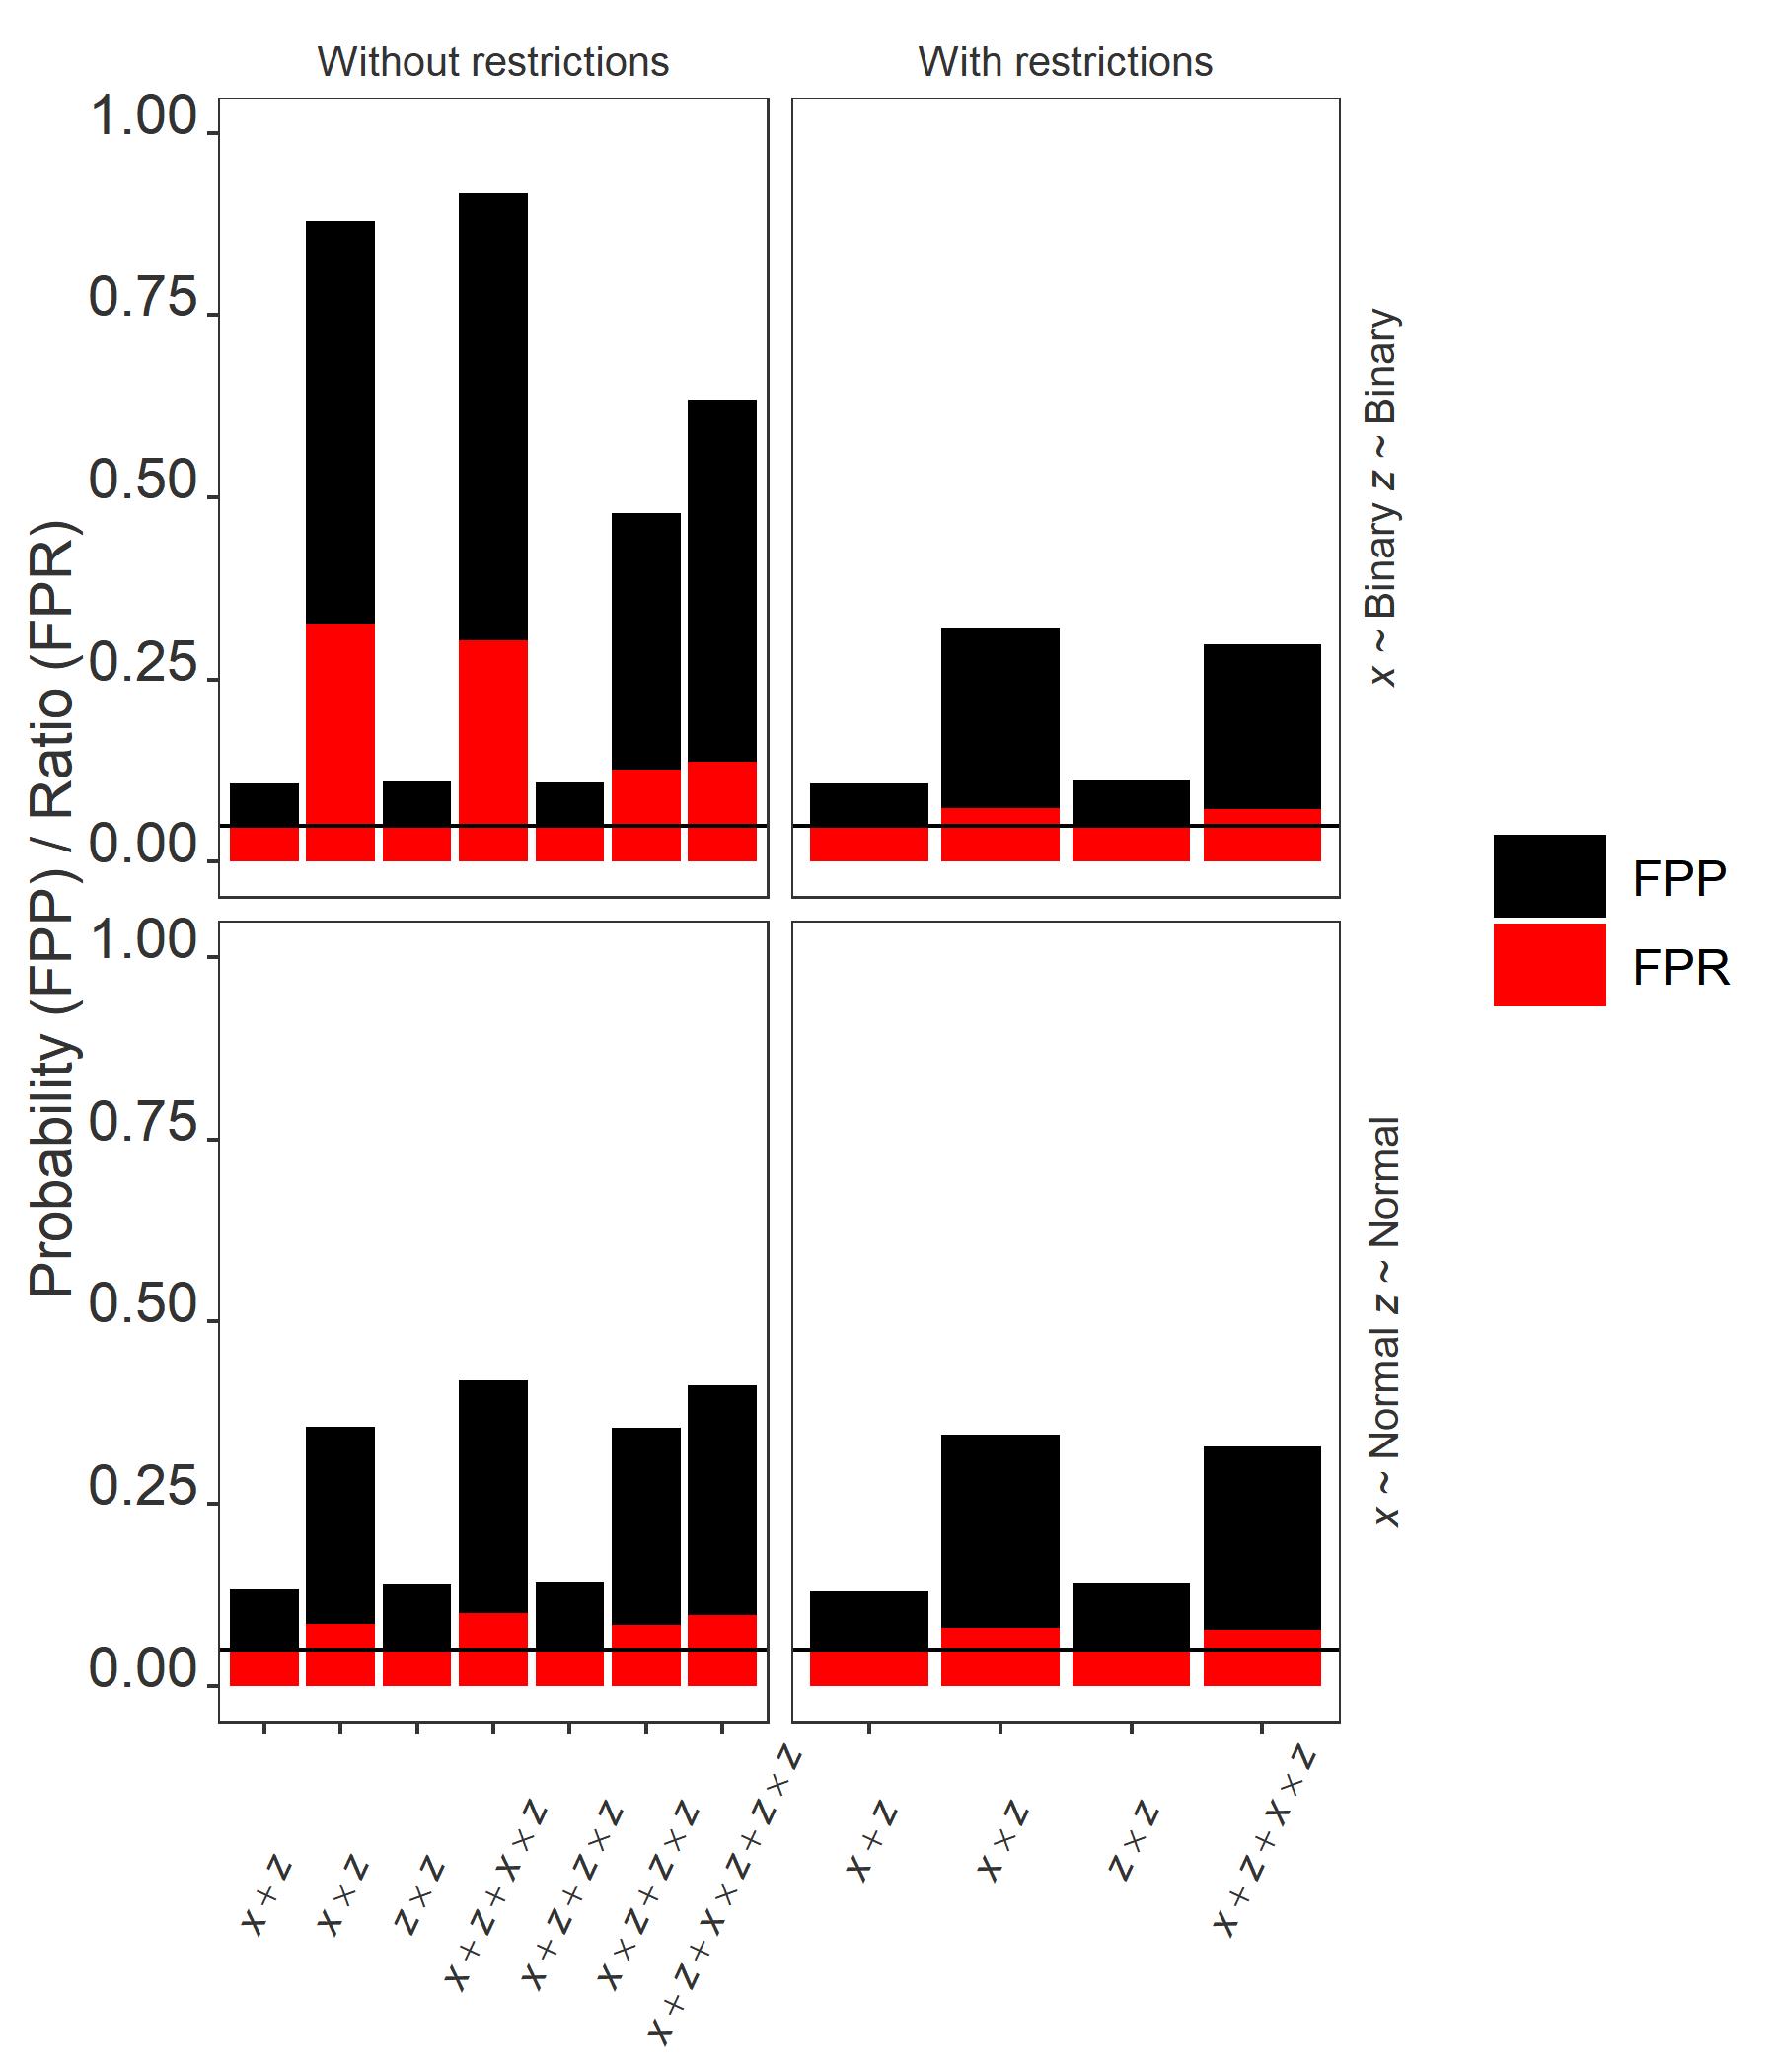 Without restrictions
With restrictions
Probability (FPP) / Ratio (FPR)
1.00
0.75
0.50
0.25
0.00
x ~ Binary z ~ Binary
1.00
0.75
0.50
0.25
0.00
x ~ Normal z ~ Normal
FPP
FPR
x + z
x × z
z × z
x + z + x × z
x + z + z × z
x × z + z × z
x + z + x × z + z × z
x + z
x × z
z × z
x + z + x × z